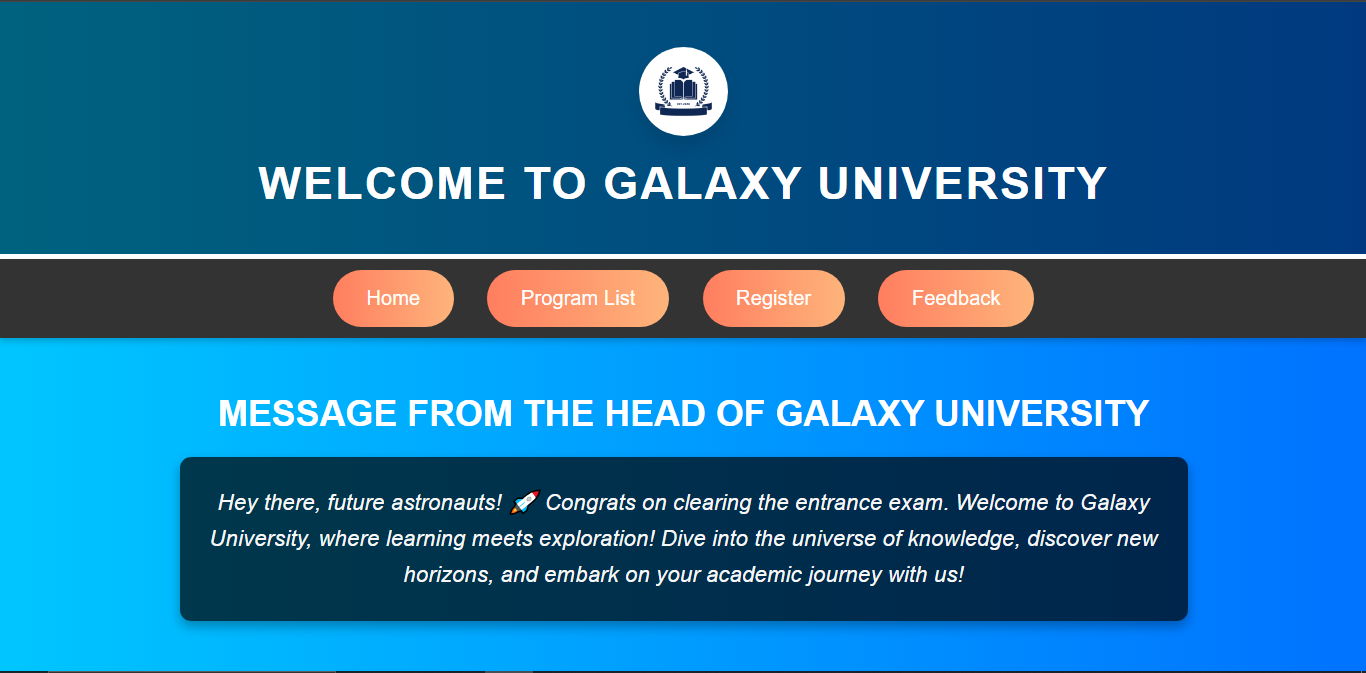 WELCOME TO GALAXY UNIVERSITY
Home
Program List
Register
Feedback
MESSAGE FROM THE HEAD OF GALAXY UNIVERSITY
Hey there, future astronauts! 🚀 Congrats on clearing the entrance exam. Welcome to Galaxy
University, where learning meets exploration! Dive into the universe of knowledge, discover new
horizons, and embark on your academic journey with us!